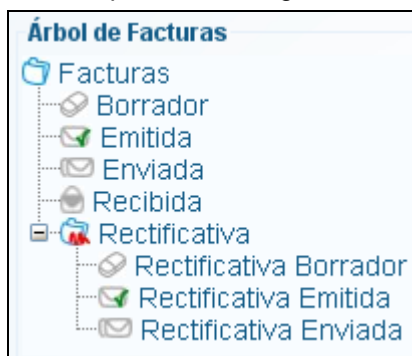 Árbol de Facturas
Facturas
Borrador
Emitida
Enviada
Recibida
Rectificativa
Rectificativa Borrador
Rectificativa Emitida
Rectificativa Enviada